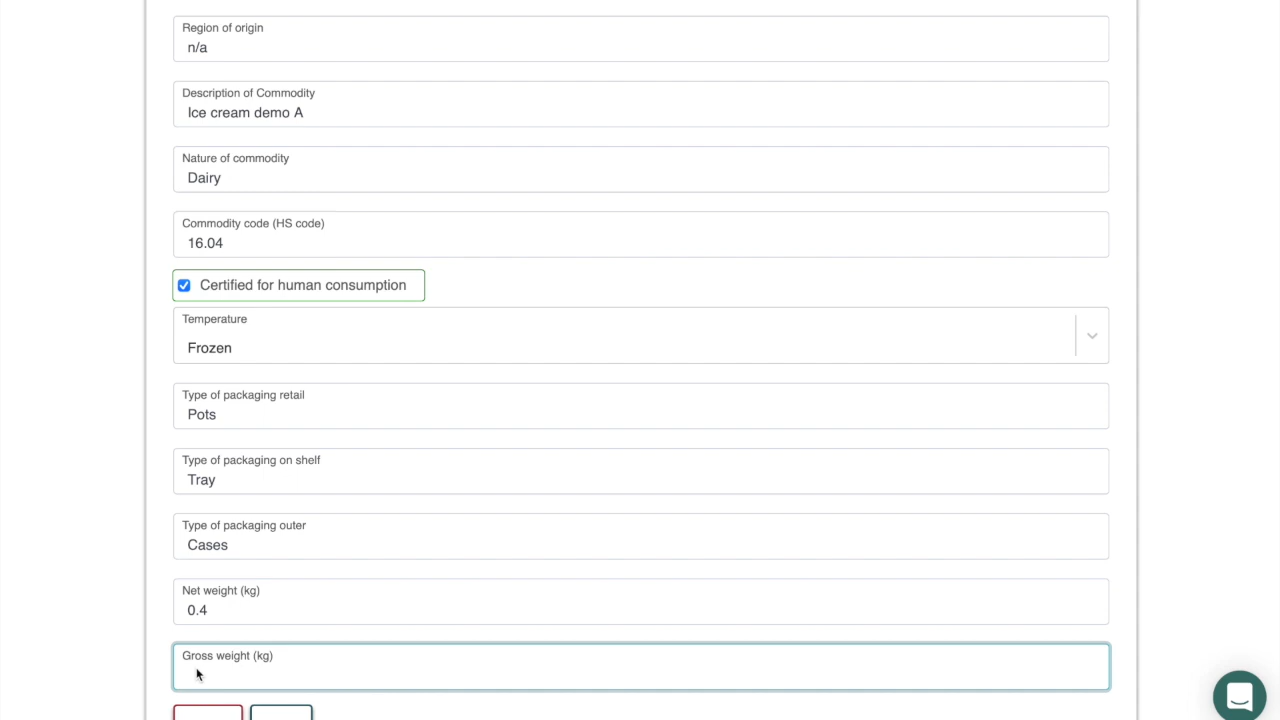 Region of origin
n/a
Description of Commodity
Ice cream demo A
Nature of commodity
Dairy
Commodity code (HS code)
16.04
Certified for human consumption
Temperature
Frozen
Type of packaging retail
Pots
Type of packaging on shelf
Tray
Type of packaging outer
Cases
Net weight (kg)
0.4
Gross weight (kg)